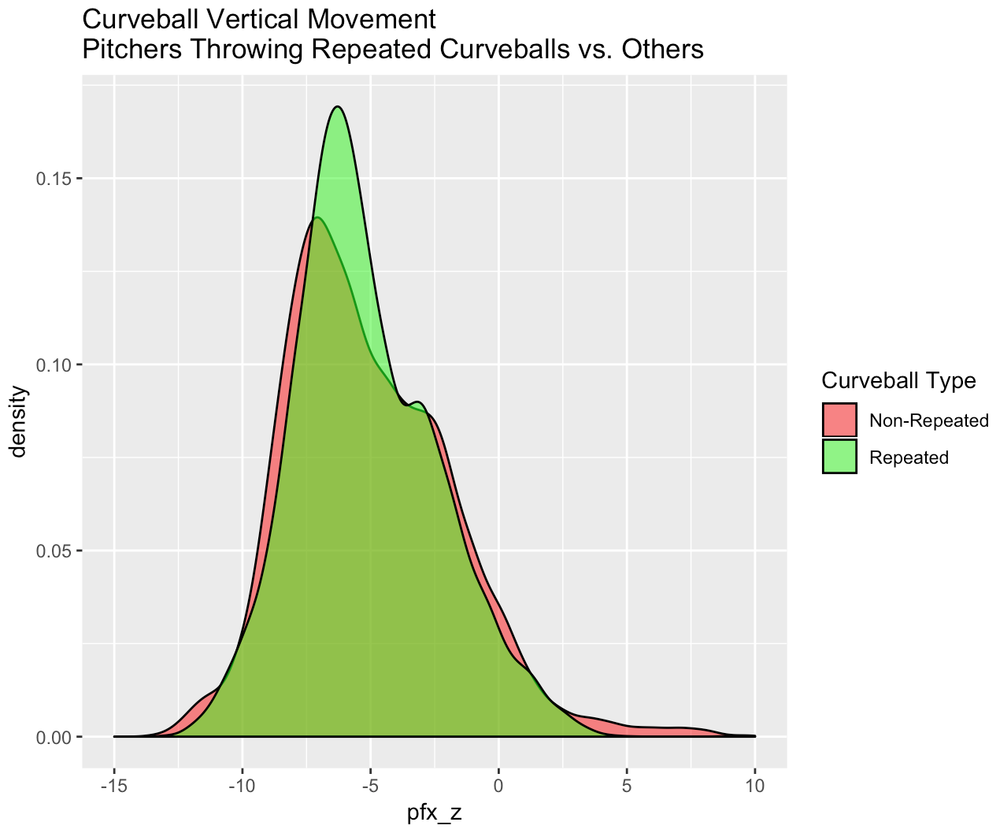 Curveball Vertical Movement
Pitchers Throwing Repeated Curveballs vs. Others
0.15
0.10
0.05
0.00
density
-15 -10 -5 0 5 10
pfx_z
Curveball Type
Non-Repeated
Repeated